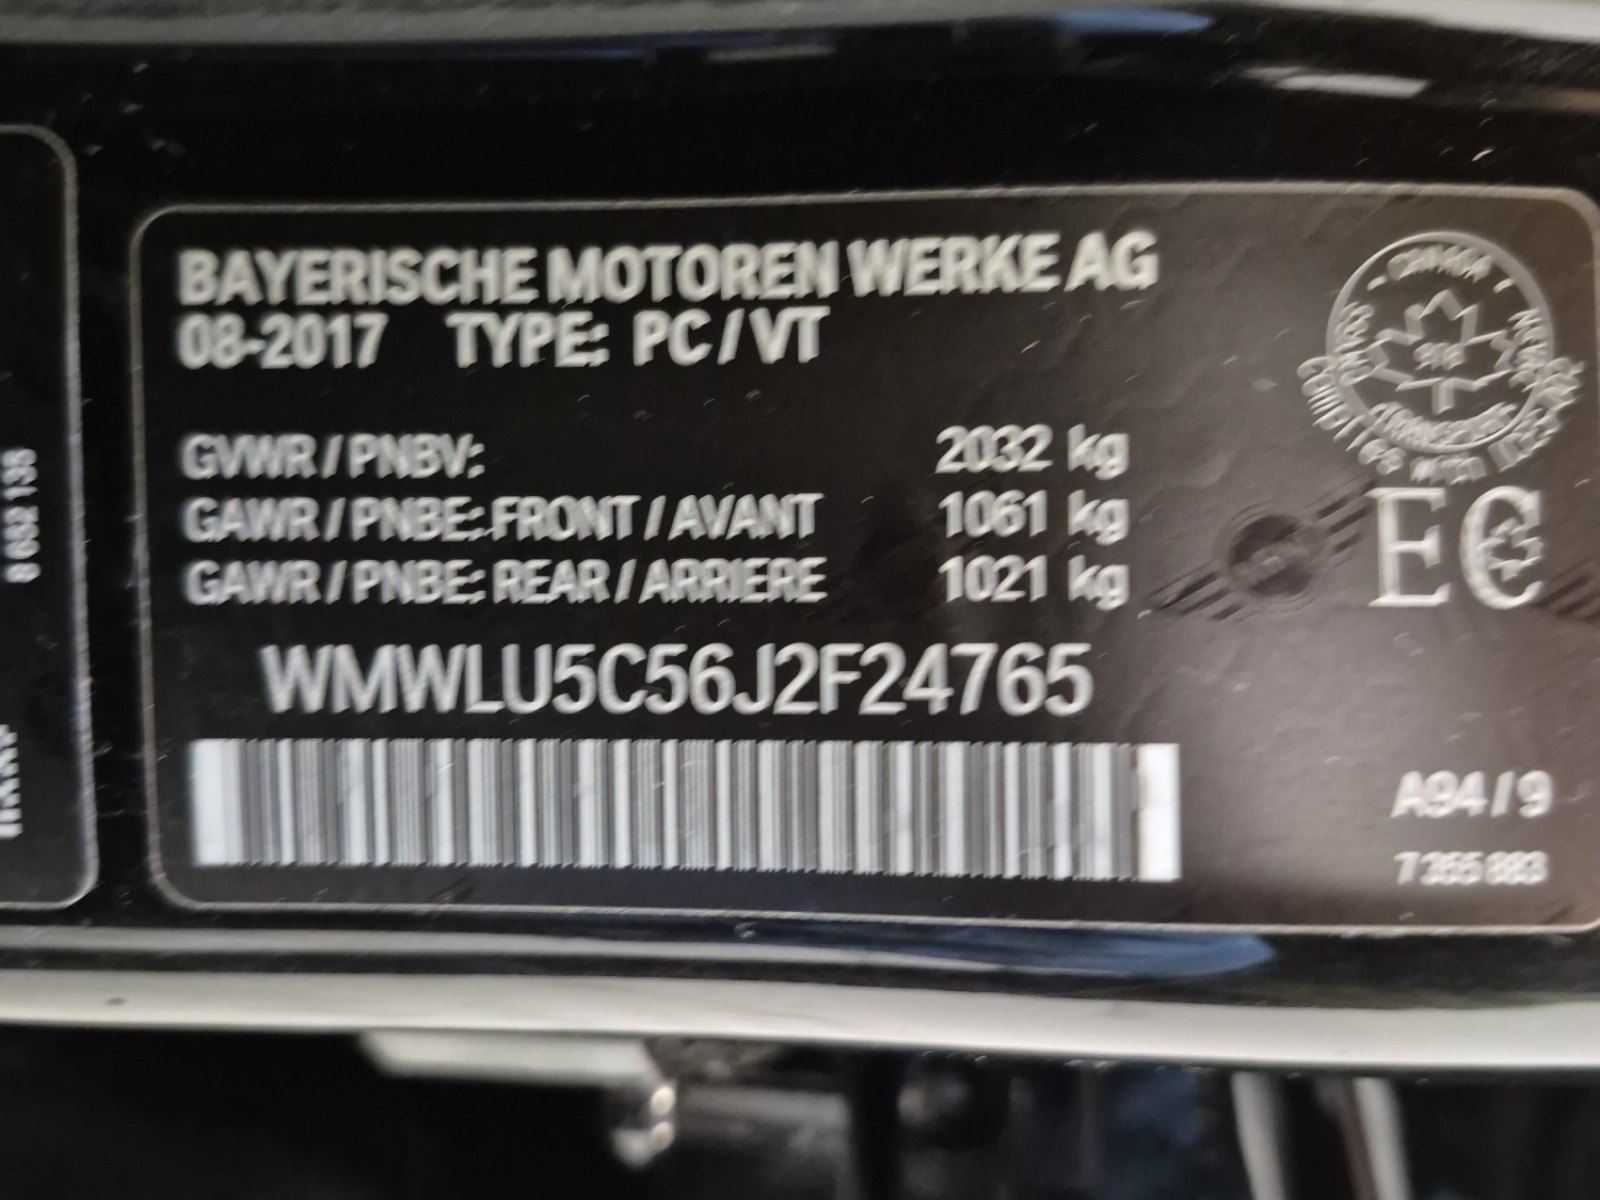 BAYERISCHE MOTOREN WERKE AG
08-2017 TYPE: PC / VT
GVWR / PNBV: 2032 kg
GAWR / PNBE: FRONT / AVANT 1061 kg
GAWR / PNBE: REAR / ARRIERE 1021 kg
WMWLU5C56J2F24765
CANADA
EC
A94 / 9
7 355 883